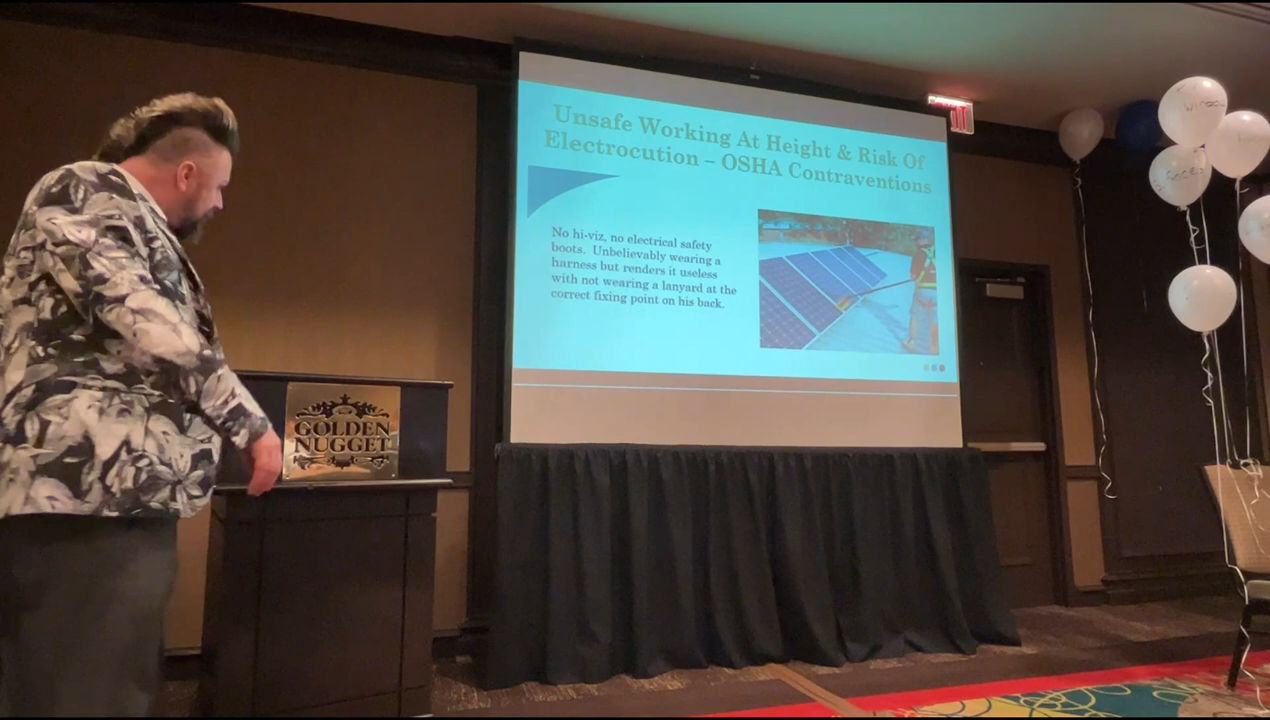 Unsafe Working At Height & Risk Of
Electrocution – OSHA Contraventions
No hi-viz, no electrical safety
boots. Unbelievably wearing a
harness but renders it useless
with not wearing a lanyard at the
correct fixing point on his back.
GOLDEN
NUGGET